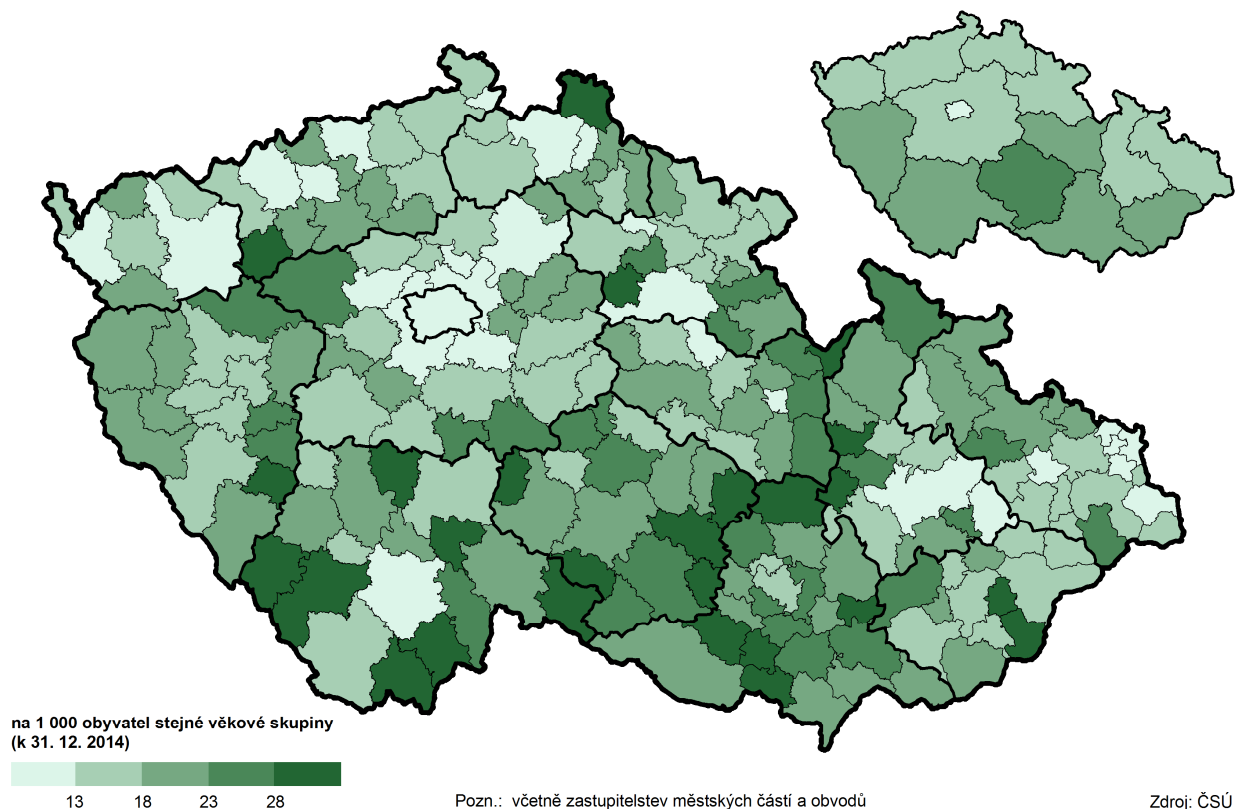 na 1 000 obyvatel stejné věkové skupiny
(k 31. 12. 2014)
13 18 23 28
Pozn.: včetně zastupitelstev městských částí a obvodů
Zdroj: ČSÚ